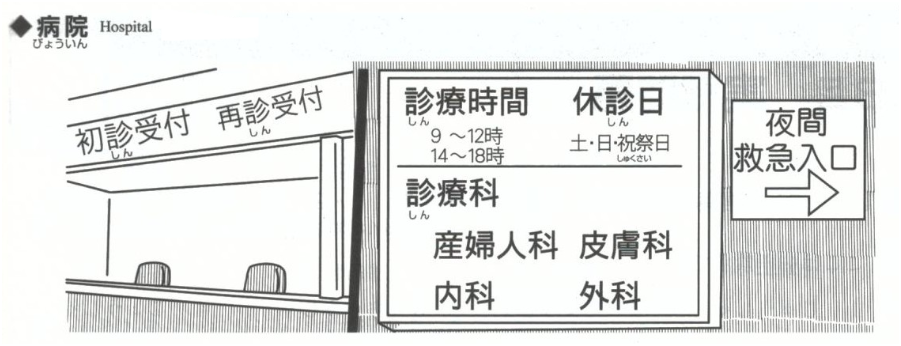 ◆病院 Hospital
びょういん
初診受付 再診受付
しん しん
診療時間 休診日
しん しん
9 〜12時 土・日・祝祭日
しゅくさい
14〜18時
診療科
しん
産婦人科 皮膚科
内科 外科
夜間
救急入口